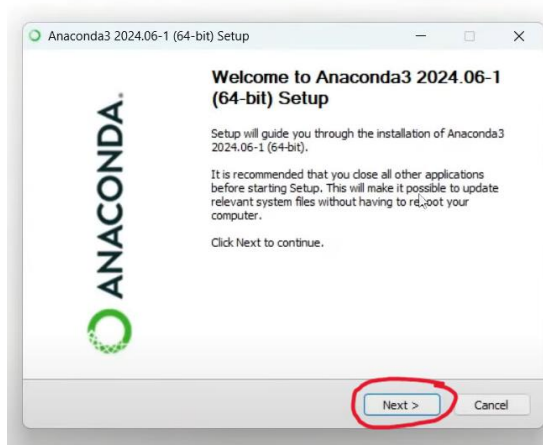 Anaconda3 2024.06-1 (64-bit) Setup
Welcome to Anaconda3 2024.06-1
(64-bit) Setup
Setup will guide you through the installation of Anaconda3
2024.06-1 (64-bit).
It is recommended that you close all other applications
before starting Setup. This will make it possible to update
relevant system files without having to reboot your
computer.
Click Next to continue.
ANACONDA.
Next >
Cancel